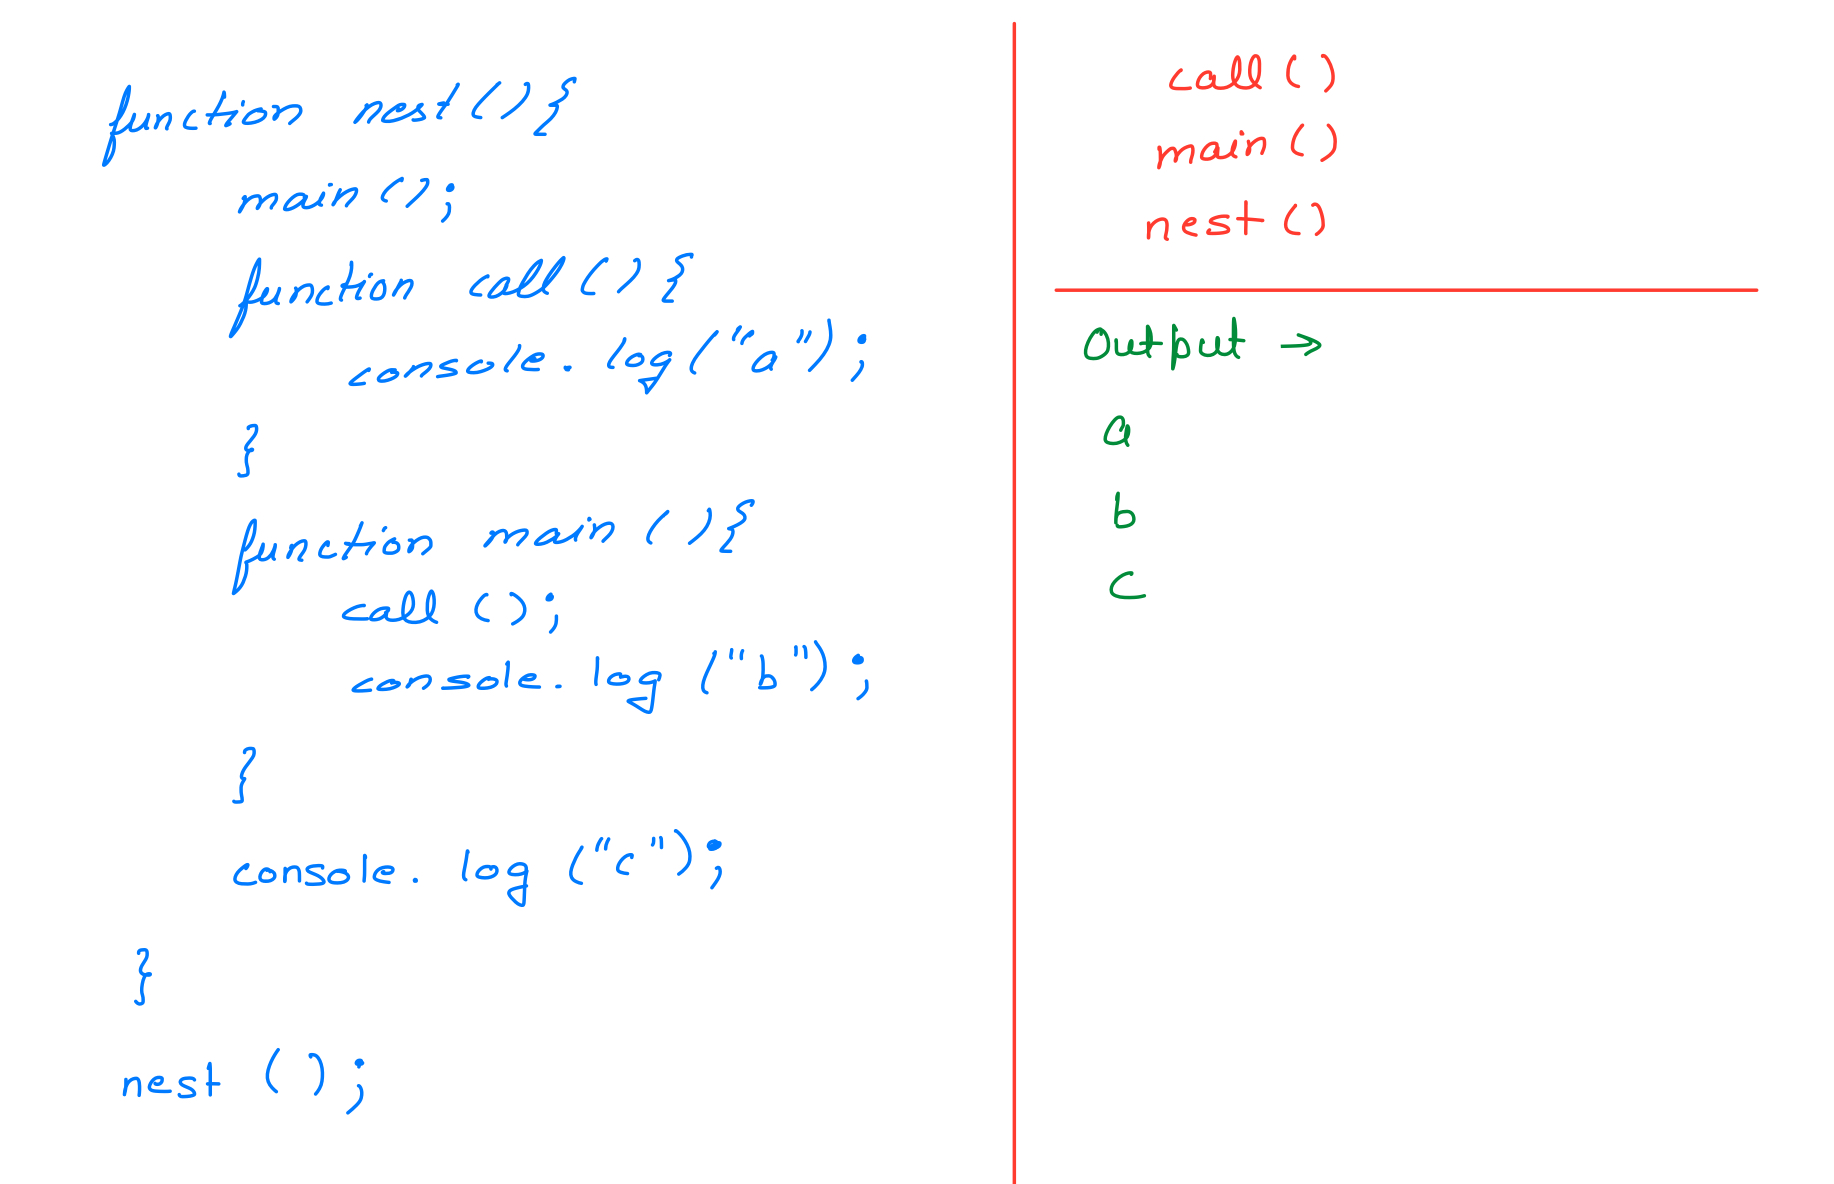 function nest(){
main();
function call(){
console.log("a");
}
function main(){
call();
console.log("b");
}
console.log("c");
}
nest();
call()
main()
nest()
Output →
a
b
c